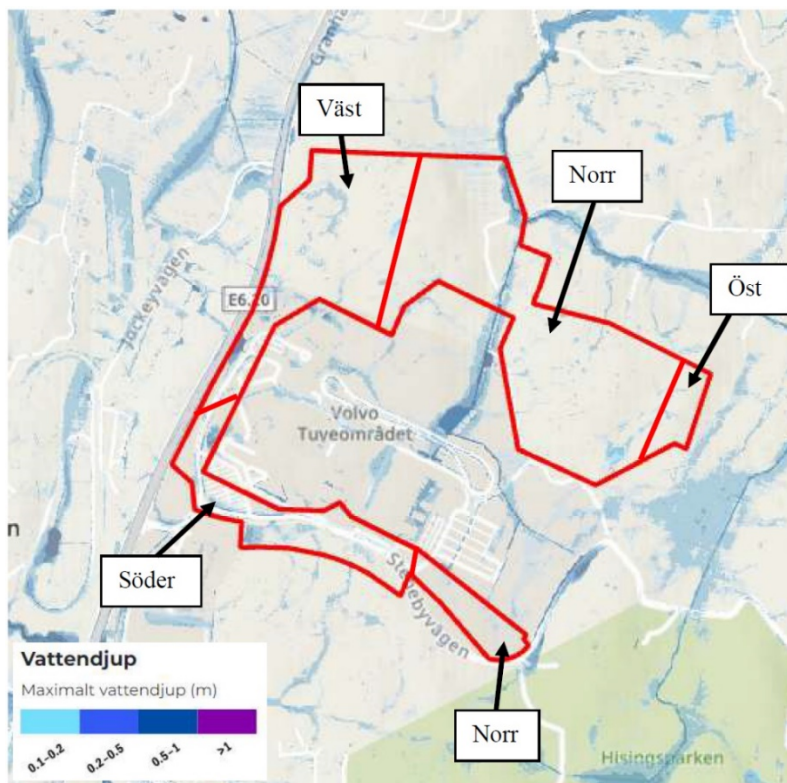 Väst
Norr
Öst
E6.20
Jockeyvägen
Volvo
Tuveområdet
Söder
Norr
Hisingsparken
Vattendjup
Maximalt vattendjup (m)
0.1-0.2
0.2-0.5
0.5-1
>1
n